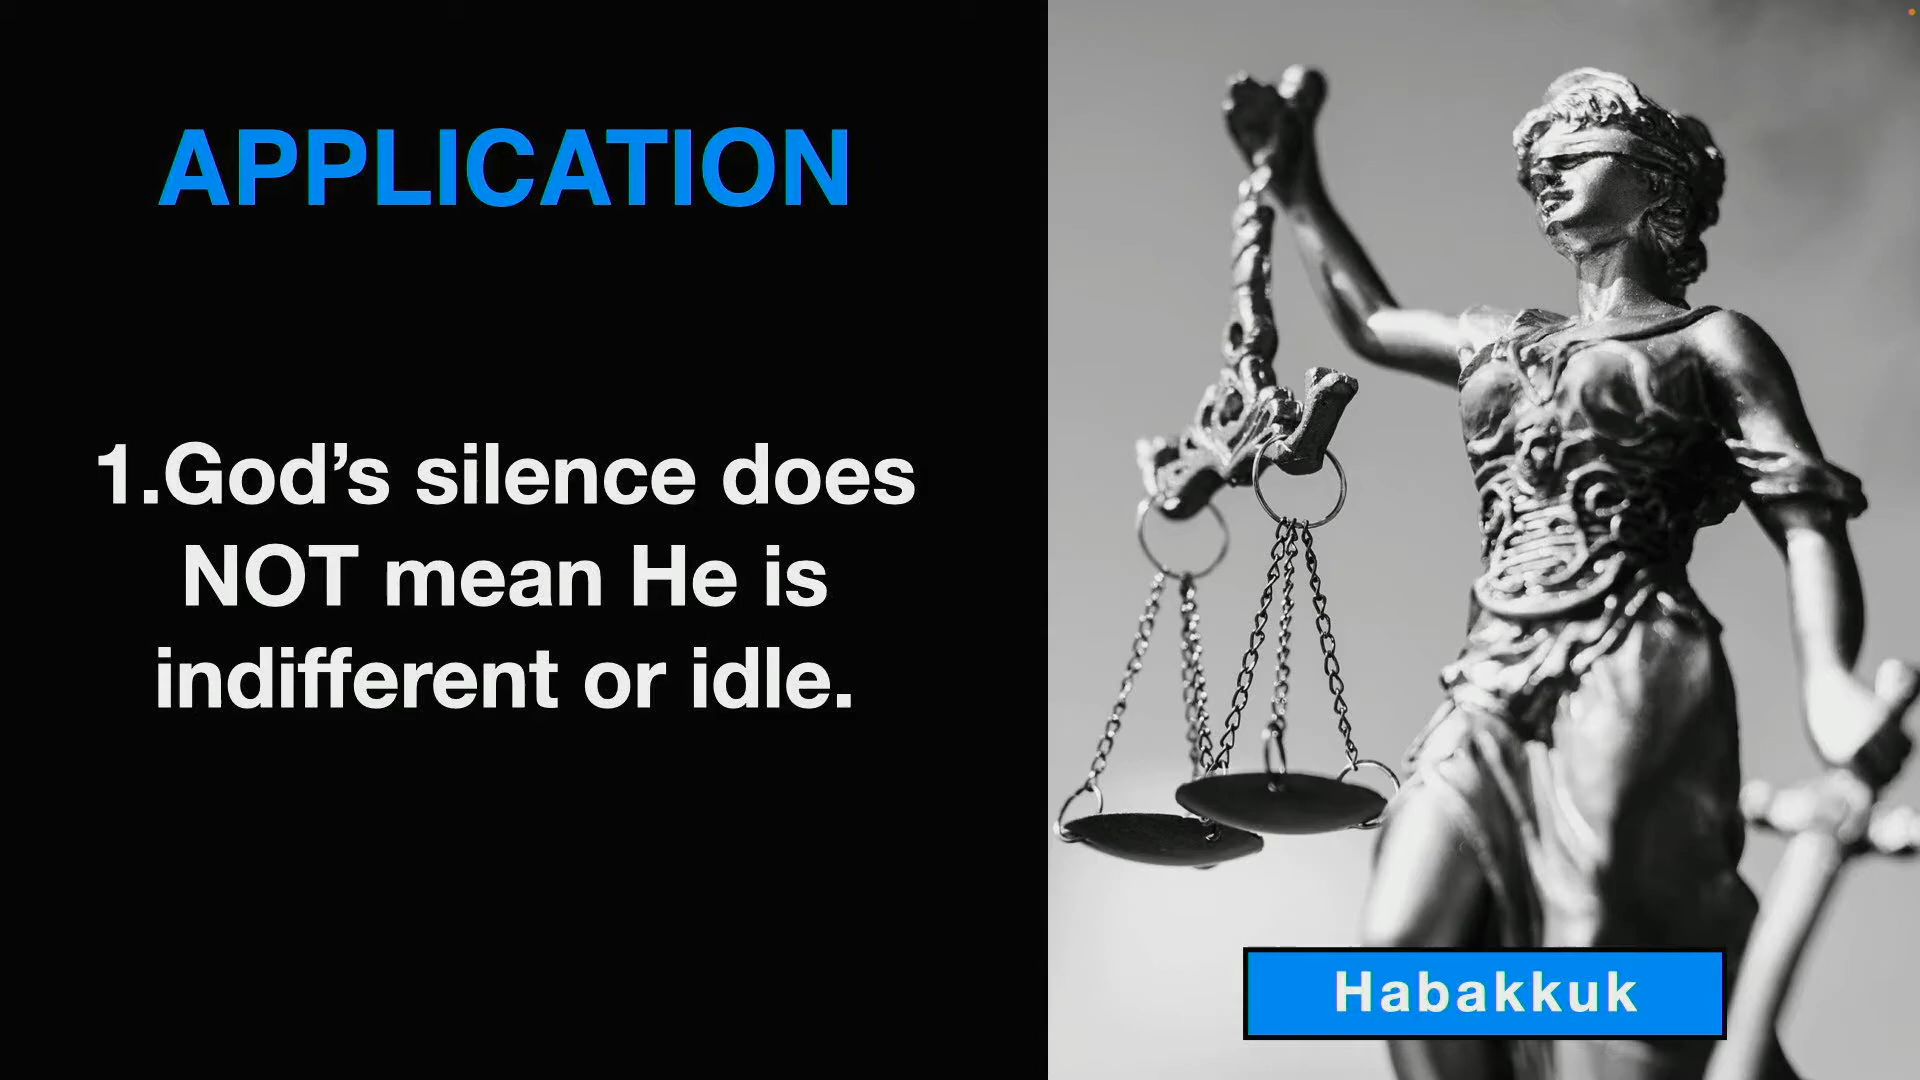 APPLICATION
1.God’s silence does
NOT mean He is
indifferent or idle.
Habakkuk